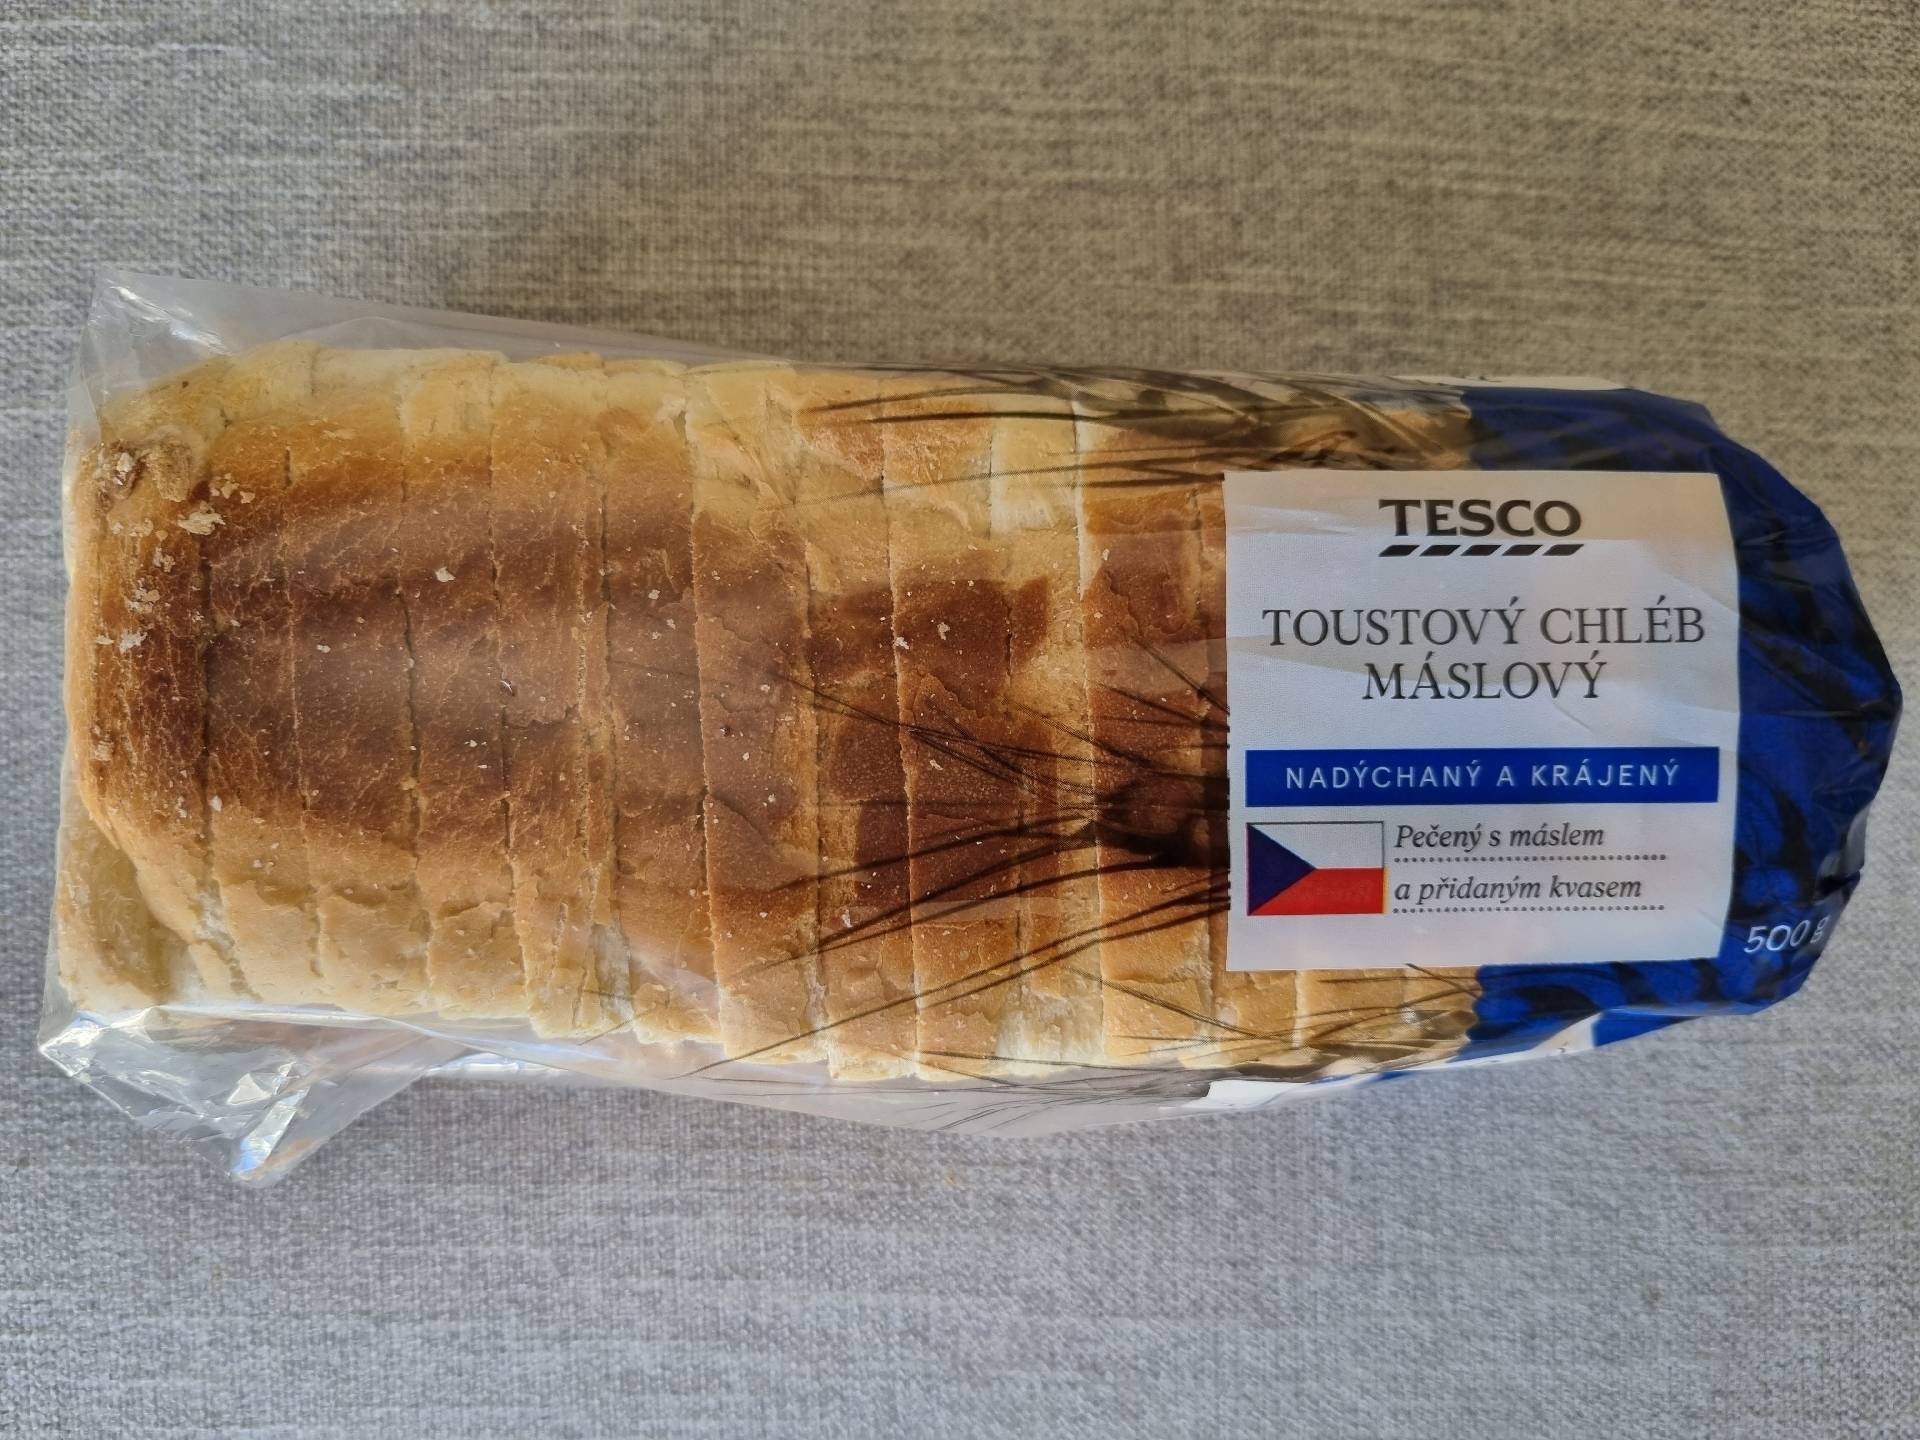 TESCO
TOUSTOVÝ CHLÉB
MÁSLOVÝ
NADÝCHANÝ A KRÁJENÝ
Pečený s máslem
a přidaným kvasem
500 g